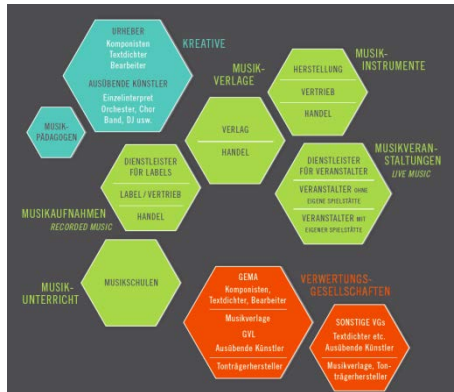 URHEBER
Komponisten
Textdichter
Bearbeiter
AUSÜBENDE KÜNSTLER
Einzelinterpret
Orchester, Chor
Band, DJ usw.
KREATIVE
MUSIK-
PÄDAGOGEN
MUSIK-
VERLAGE
VERLAG
HANDEL
MUSIK-
INSTRUMENTE
HERSTELLUNG
VERTRIEB
HANDEL
DIENSTLEISTER
FÜR LABELS
LABEL/VERTRIEB
HANDEL
MUSIKAUFNAHMEN
RECORDED MUSIC
MUSIKVERAN-
STALTUNGEN
LIVE MUSIC
DIENSTLEISTER
FÜR VERANSTALTER
VERANSTALTER OHNE
EIGENE SPIELSTÄTTE
VERANSTALTER MIT
EIGENER SPIELSTÄTTE
MUSIK-
UNTERRICHT
MUSIKSCHULEN
VERWERTUNGS-
GESELLSCHAFTEN
GEMA
Komponisten,
Textdichter, Bearbeiter
Musikverlage
GVL
Ausübende Künstler
Tonträgerhersteller
SONSTIGE VGs
Textdichter etc.
Ausübende Künstler
Musikverlage, Ton-
trägerhersteller